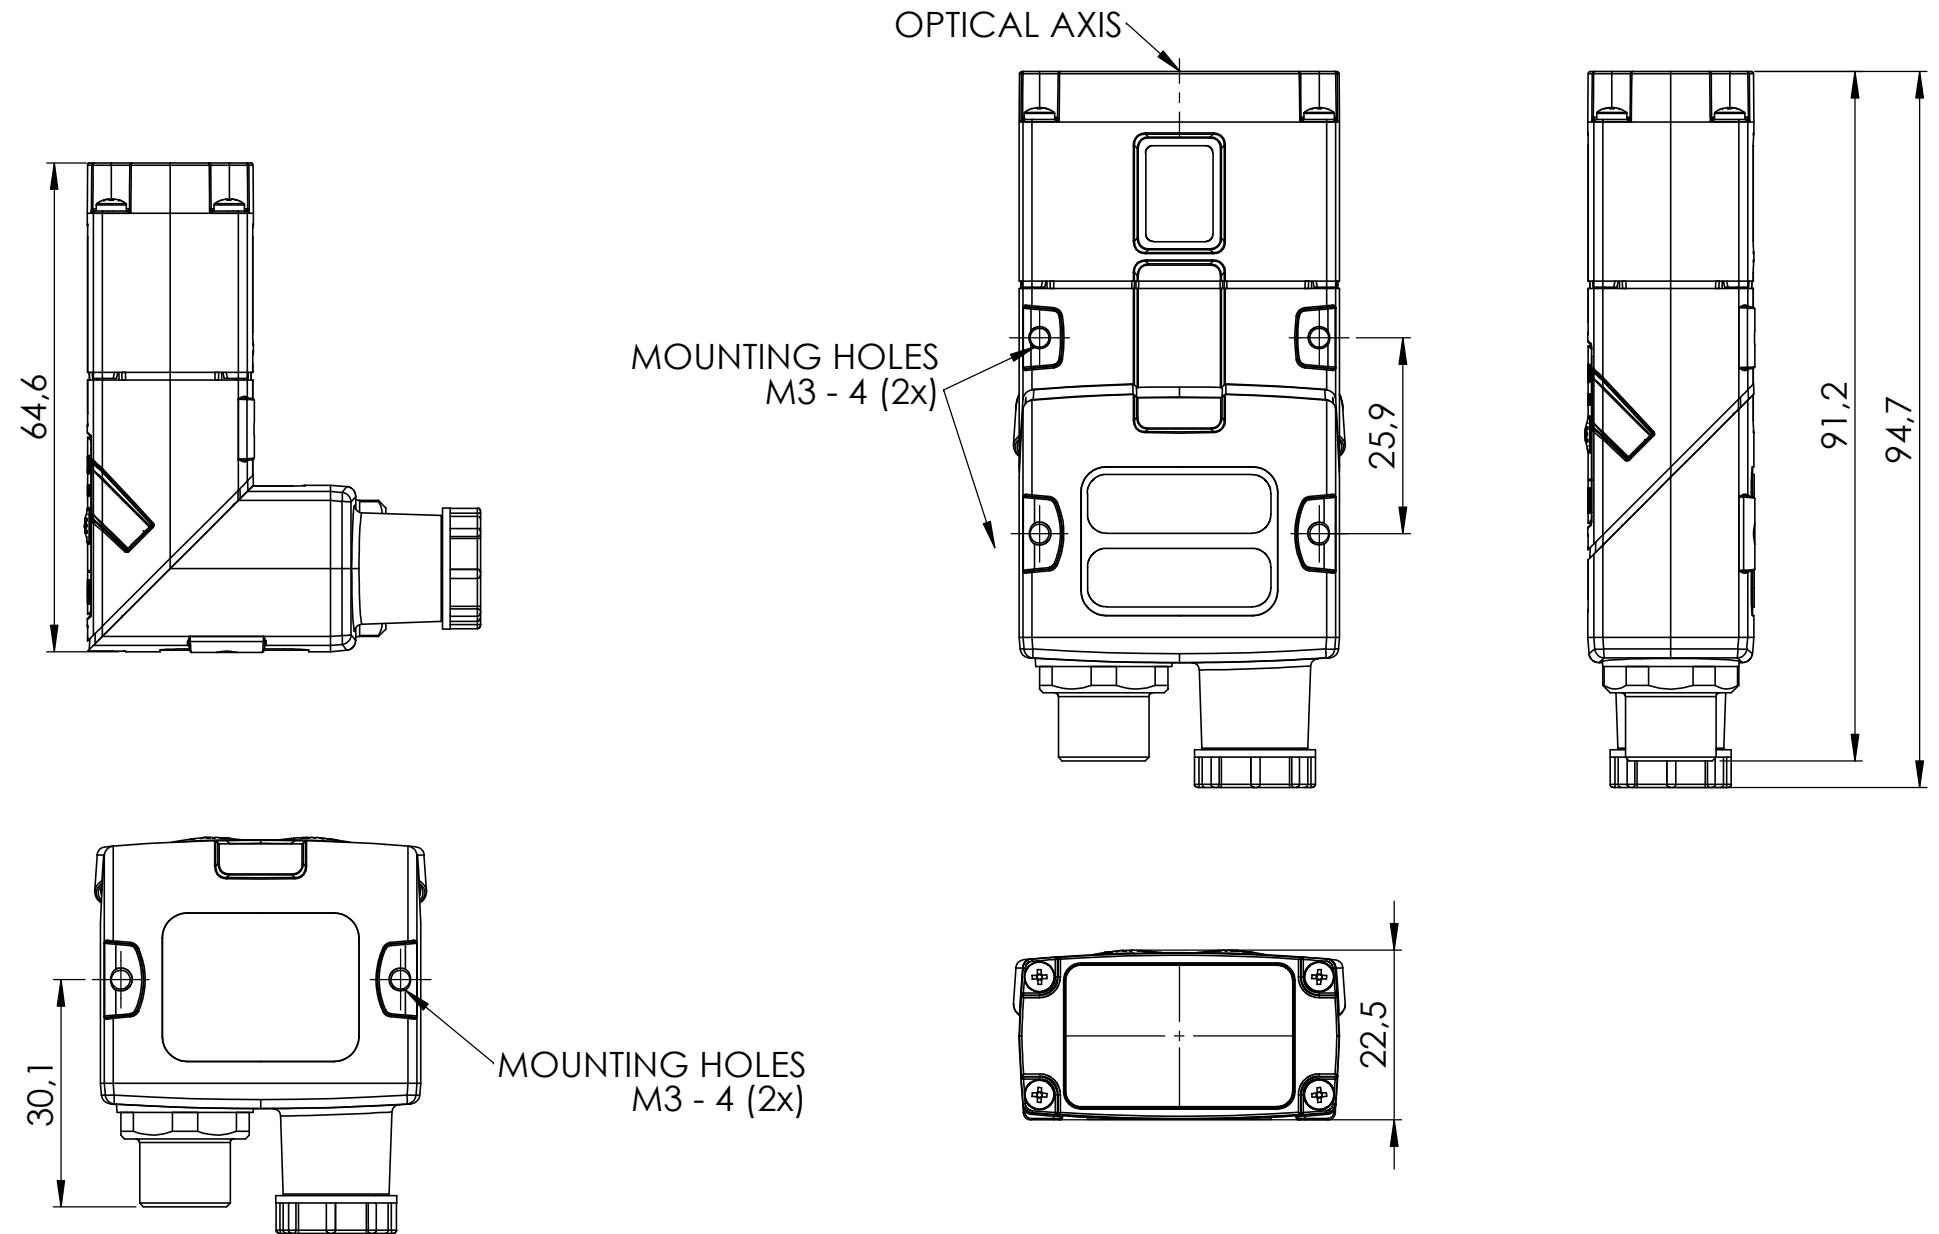 OPTICAL AXIS
64,6
MOUNTING HOLES
M3 - 4 (2x)
25,9
91,2
94,7
30,1
MOUNTING HOLES
M3 - 4 (2x)
22,5